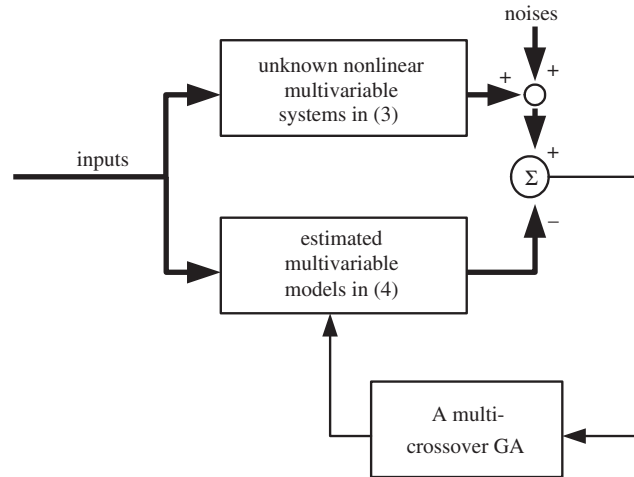 noises
unknown nonlinear
multivariable
systems in (3)
+
+
inputs
+
Σ
−
estimated
multivariable
models in (4)
A multi-
crossover GA